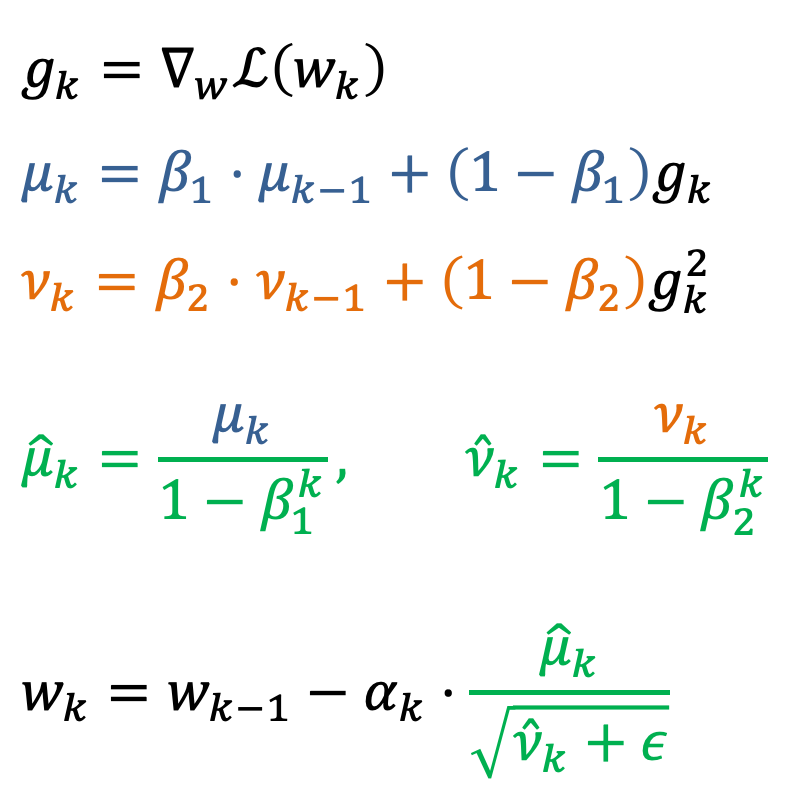 g_k = ∇_w ℒ(w_k)
μ_k = β_1 · μ_{k−1} + (1 − β_1)g_k
ν_k = β_2 · ν_{k−1} + (1 − β_2)g_k^2
μ̂_k = μ_k / (1 − β_1^k), ν̂_k = ν_k / (1 − β_2^k)
w_k = w_{k−1} − α_k · μ̂_k / √(ν̂_k + ϵ)